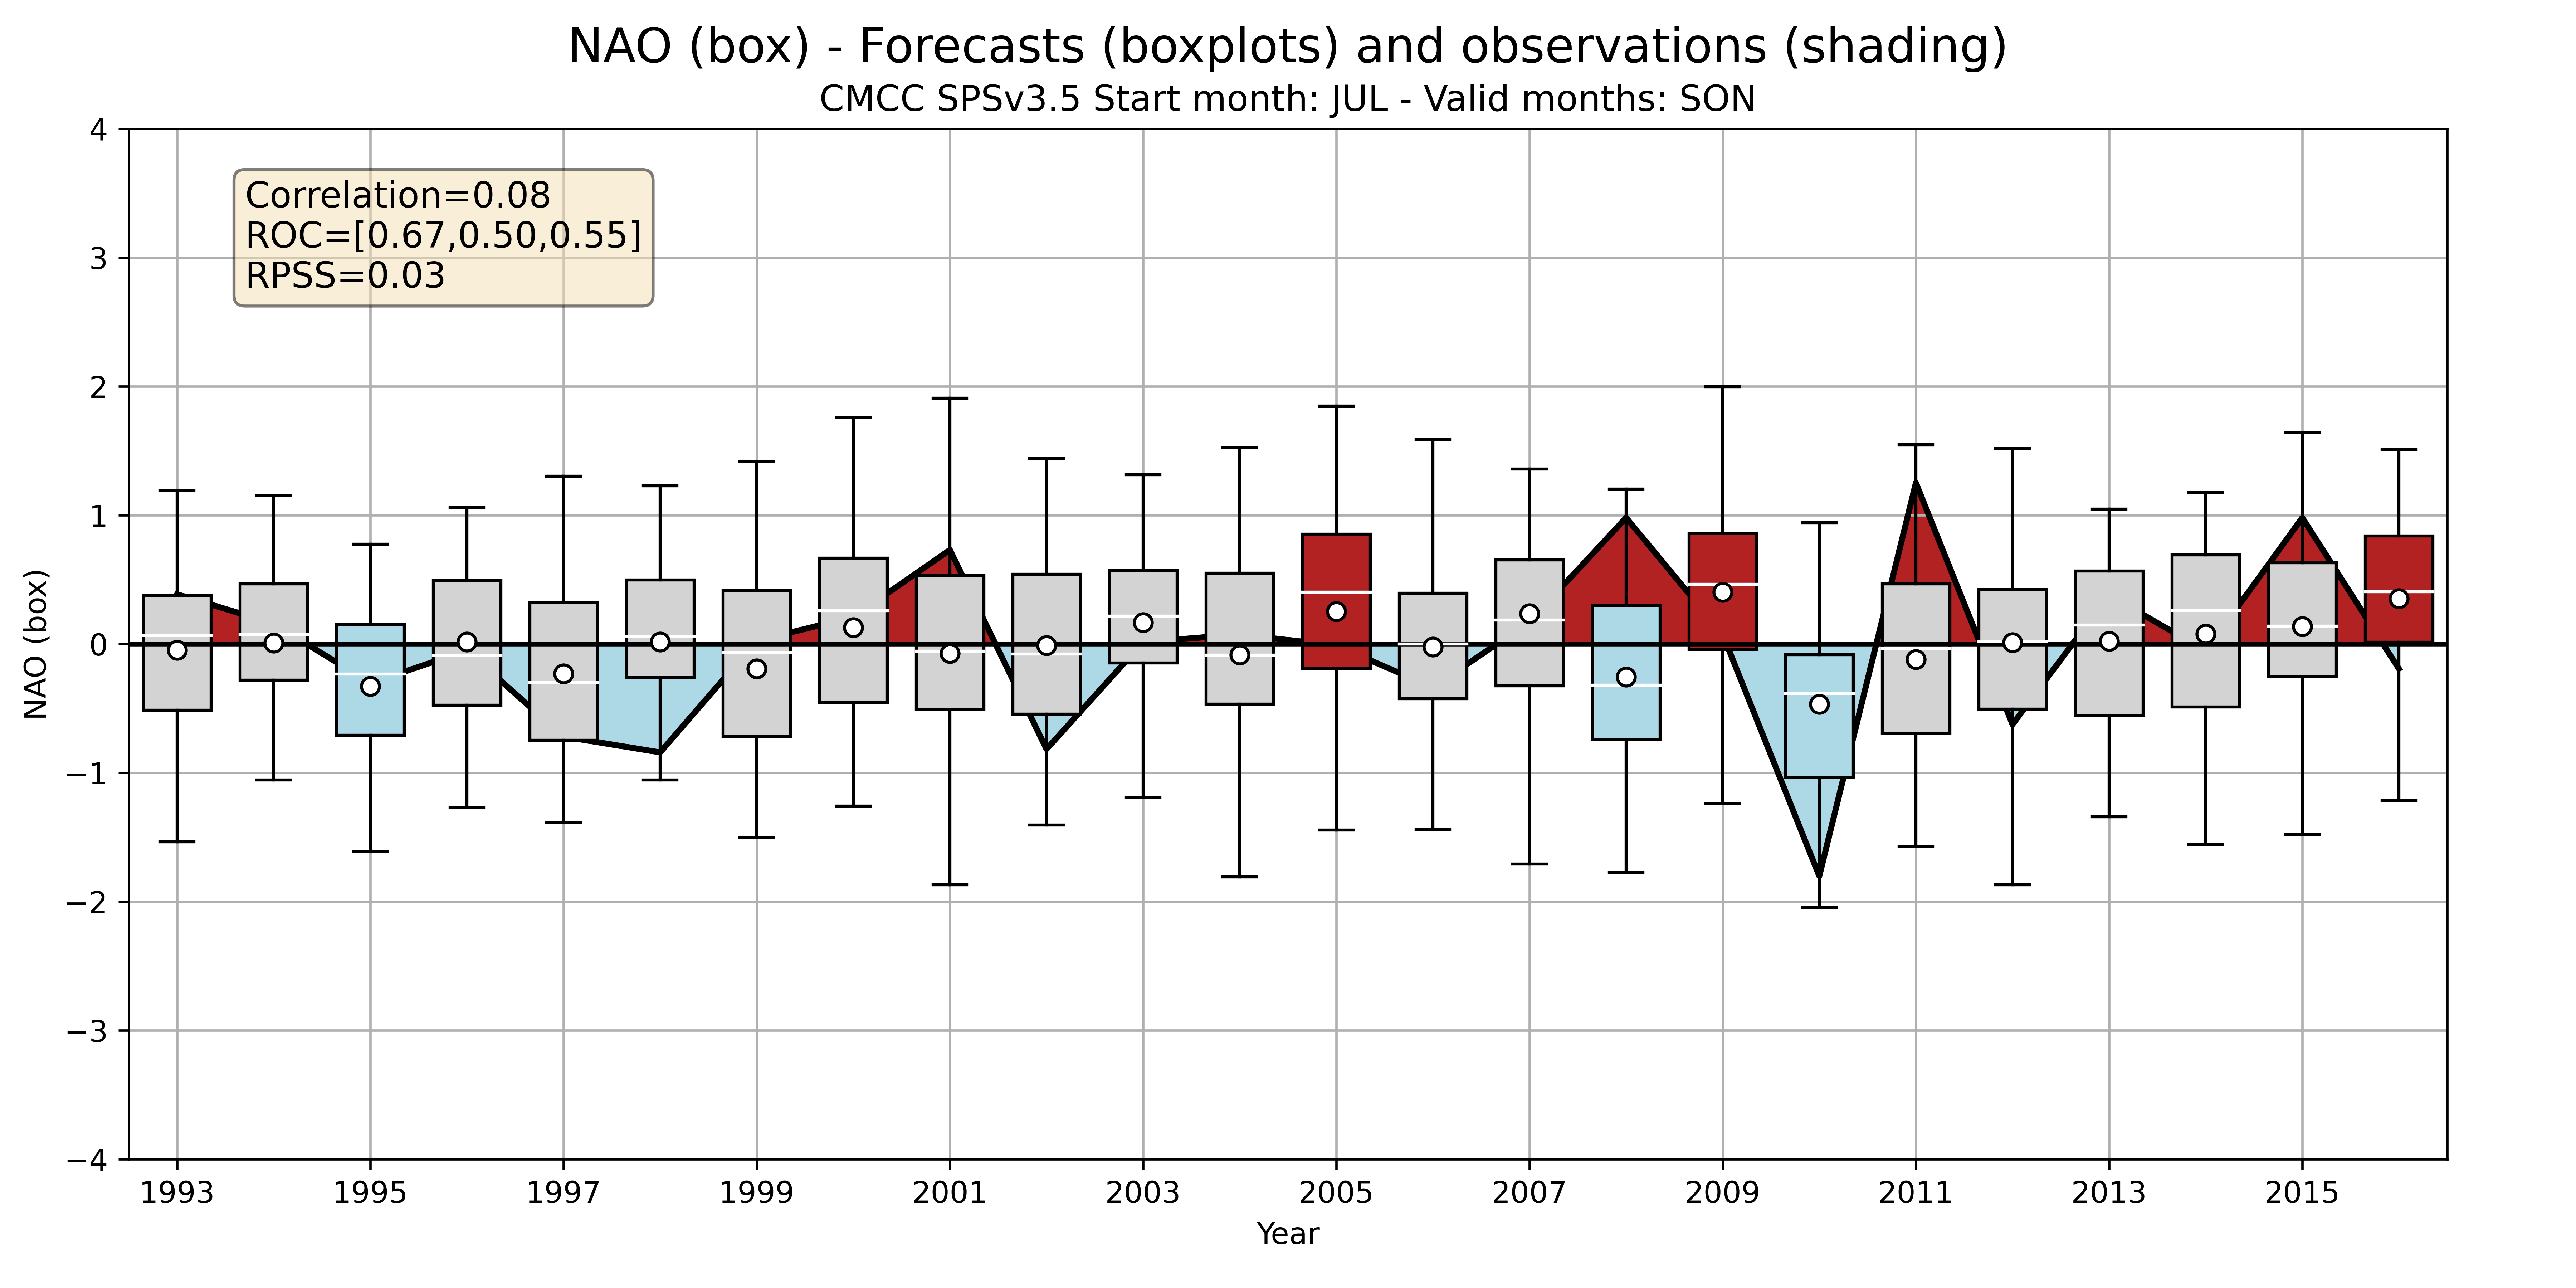 NAO (box) - Forecasts (boxplots) and observations (shading)
CMCC SPSv3.5 Start month: JUL - Valid months: SON
Correlation=0.08
ROC=[0.67,0.50,0.55]
RPSS=0.03
NAO (box)
4
3
2
1
0
−1
−2
−3
−4
1993 1995 1997 1999 2001 2003 2005 2007 2009 2011 2013 2015
Year